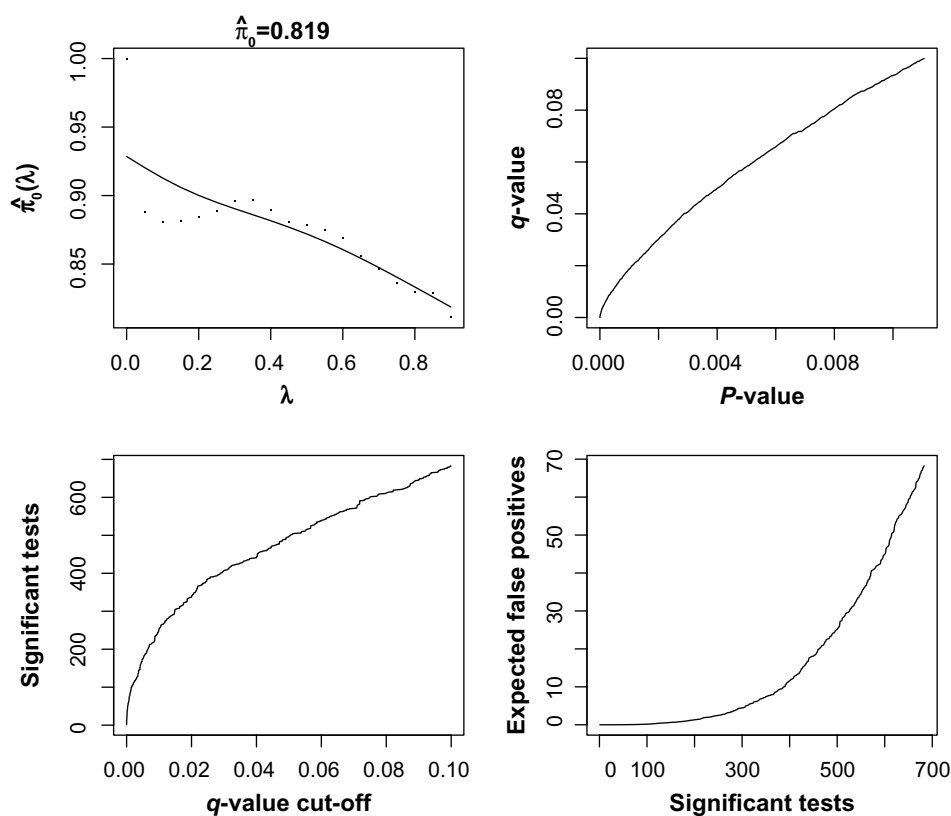 π̂₀=0.819
1.00
0.95
0.90
0.85
π̂₀(λ)
0.0 0.2 0.4 0.6 0.8
λ
0.08
0.04
0.00
q-value
0.000 0.004 0.008
P-value
600
400
200
0
Significant tests
0.00 0.02 0.04 0.06 0.08 0.10
q-value cut-off
70
50
30
10
0
Expected false positives
0 100 300 500 700
Significant tests